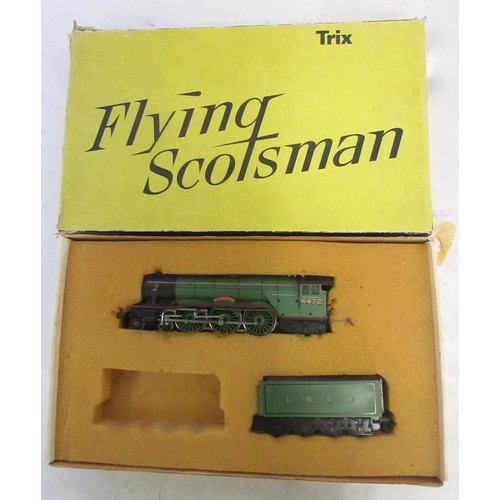 Trix
Flying
Scotsman
4472
L N E R